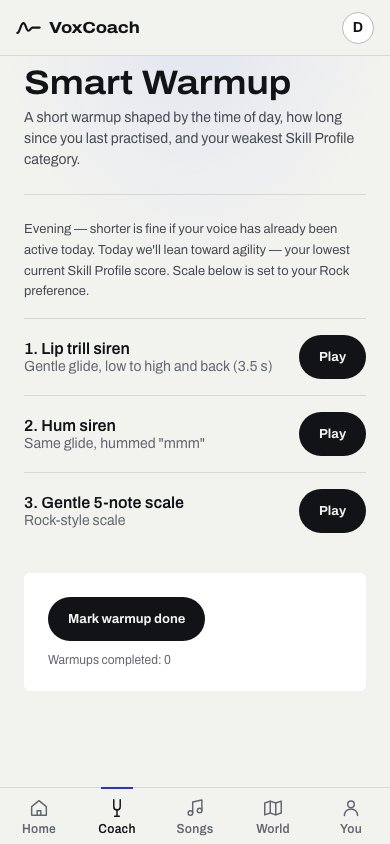 VoxCoach
D
Smart Warmup
A short warmup shaped by the time of day, how long
since you last practised, and your weakest Skill Profile
category.
Evening — shorter is fine if your voice has already been
active today. Today we'll lean toward agility — your lowest
current Skill Profile score. Scale below is set to your Rock
preference.
1. Lip trill siren
Gentle glide, low to high and back (3.5 s)
Play
2. Hum siren
Same glide, hummed "mmm"
Play
3. Gentle 5-note scale
Rock-style scale
Play
Mark warmup done
Warmups completed: 0
Home
Coach
Songs
World
You